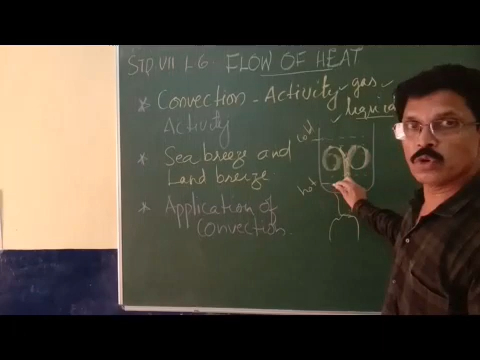 STD VII L.6 FLOW OF HEAT
* Convection - Activity - gas
liquid
Activity
cold
* Sea breeze and
Land breeze
hot
* Application of
Convection